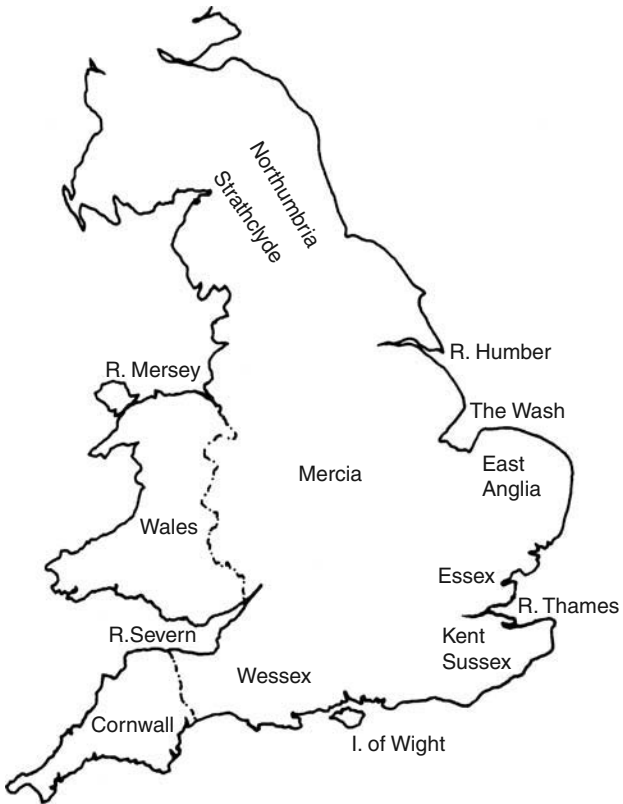 Northumbria
Strathclyde
R. Humber
R. Mersey
The Wash
East
Anglia
Mercia
Wales
Essex
R. Thames
R.Severn
Kent
Sussex
Wessex
Cornwall
I. of Wight